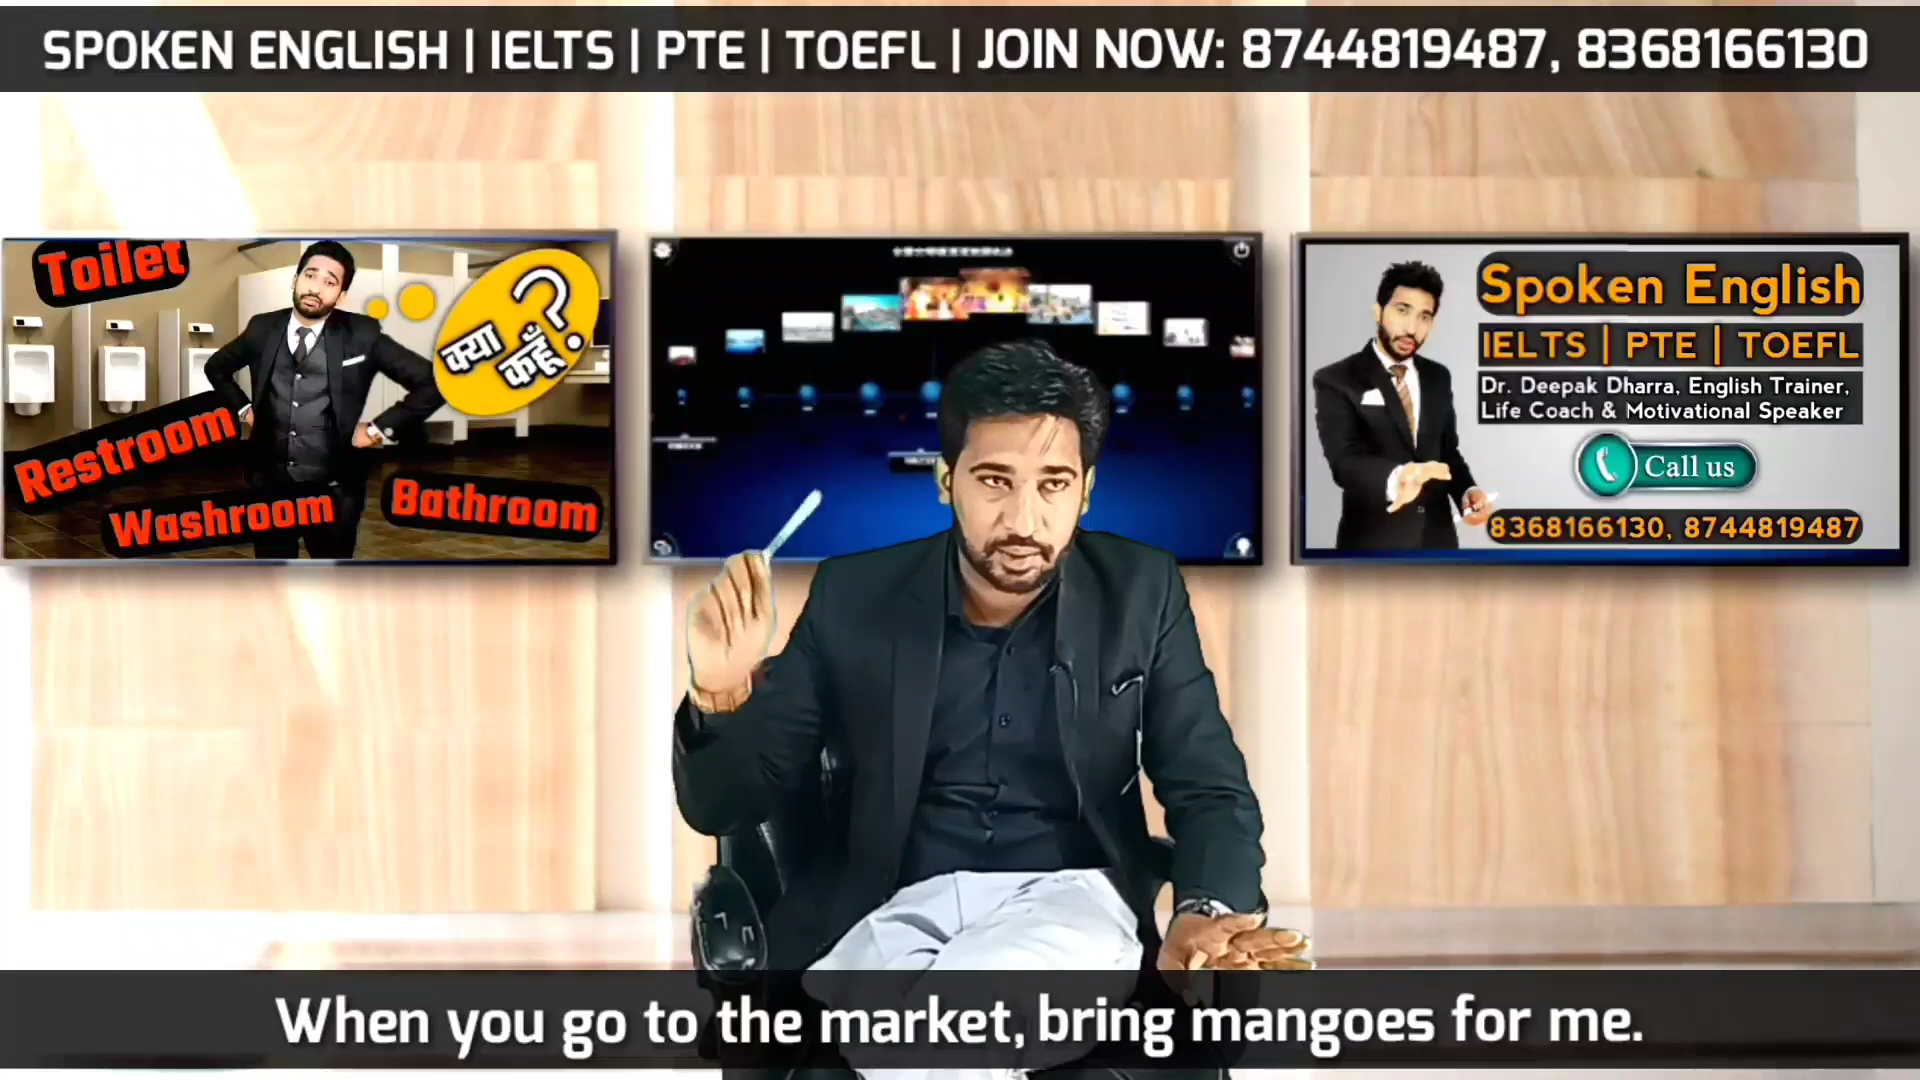 SPOKEN ENGLISH | IELTS | PTE | TOEFL | JOIN NOW: 8744819487, 8368166130
Toilet
क्या
कहूँ?
Restroom
Washroom
Bathroom
Spoken English
IELTS | PTE | TOEFL
Dr. Deepak Dharra, English Trainer,
Life Coach & Motivational Speaker
Call us
8368166130, 8744819487
When you go to the market, bring mangoes for me.